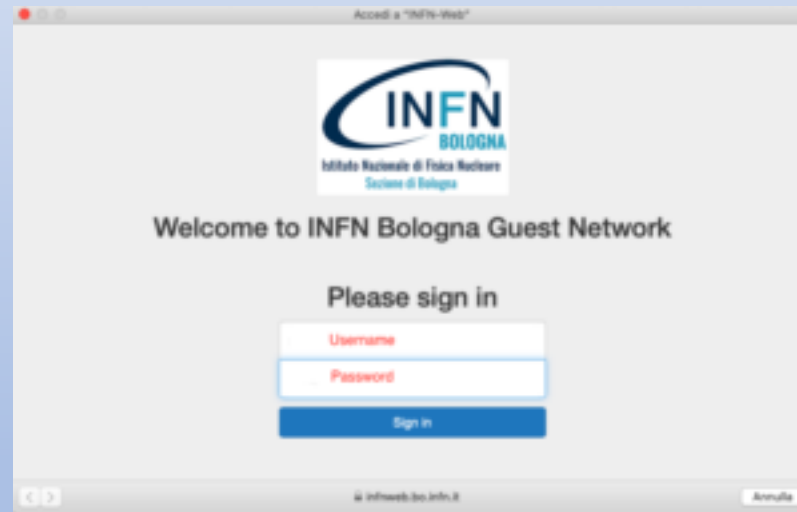 Accedi a "INFN-Web"
INFN
BOLOGNA
Istituto Nazionale di Fisica Nucleare
Sezione di Bologna
Welcome to INFN Bologna Guest Network
Please sign in
Username
Password
Sign in
infnweb.bo.infn.it
Annulla